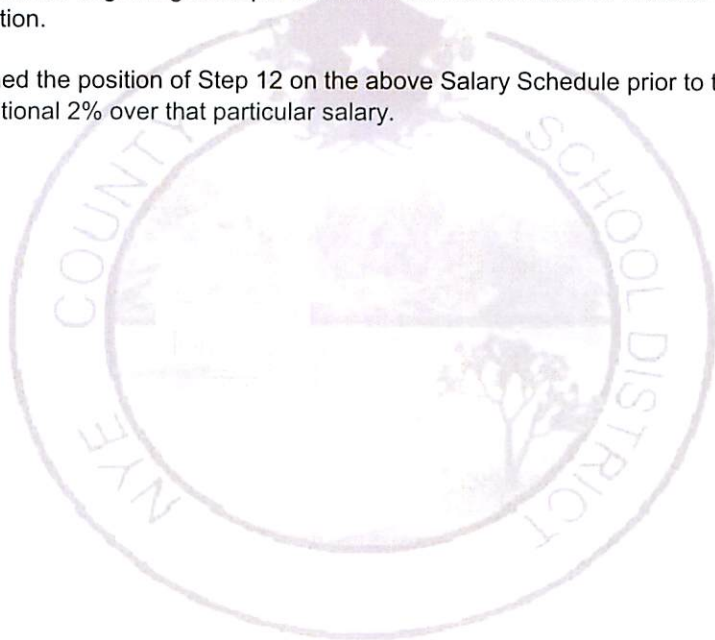 tion.
ed the position of Step 12 on the above Salary Schedule prior to
tional 2% over that particular salary.
NYE COUNTY SCHOOL DISTRICT